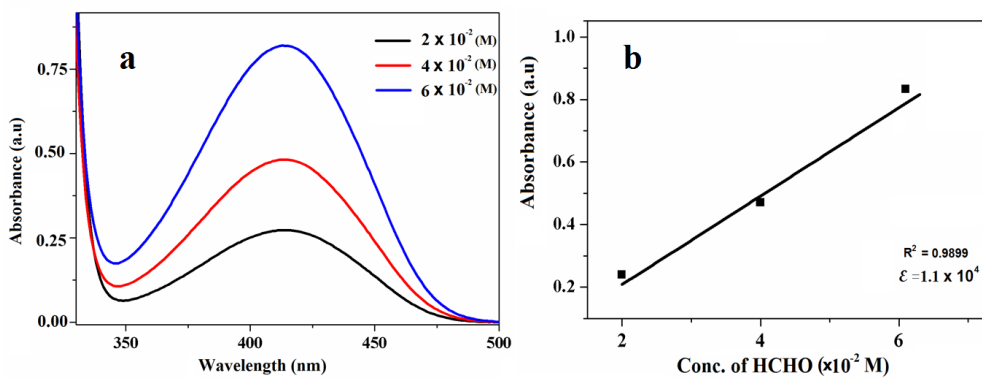 a
2 x 10⁻² (M)
4 x 10⁻² (M)
6 x 10⁻² (M)
0.75
0.50
0.25
0.00
Absorbance (a.u)
350
400
450
500
Wavelength (nm)
b
1.0
0.8
0.6
0.4
0.2
Absorbance (a.u)
R² = 0.9899
Ɛ =1.1 x 10⁴
2
4
6
Conc. of HCHO (×10⁻² M)